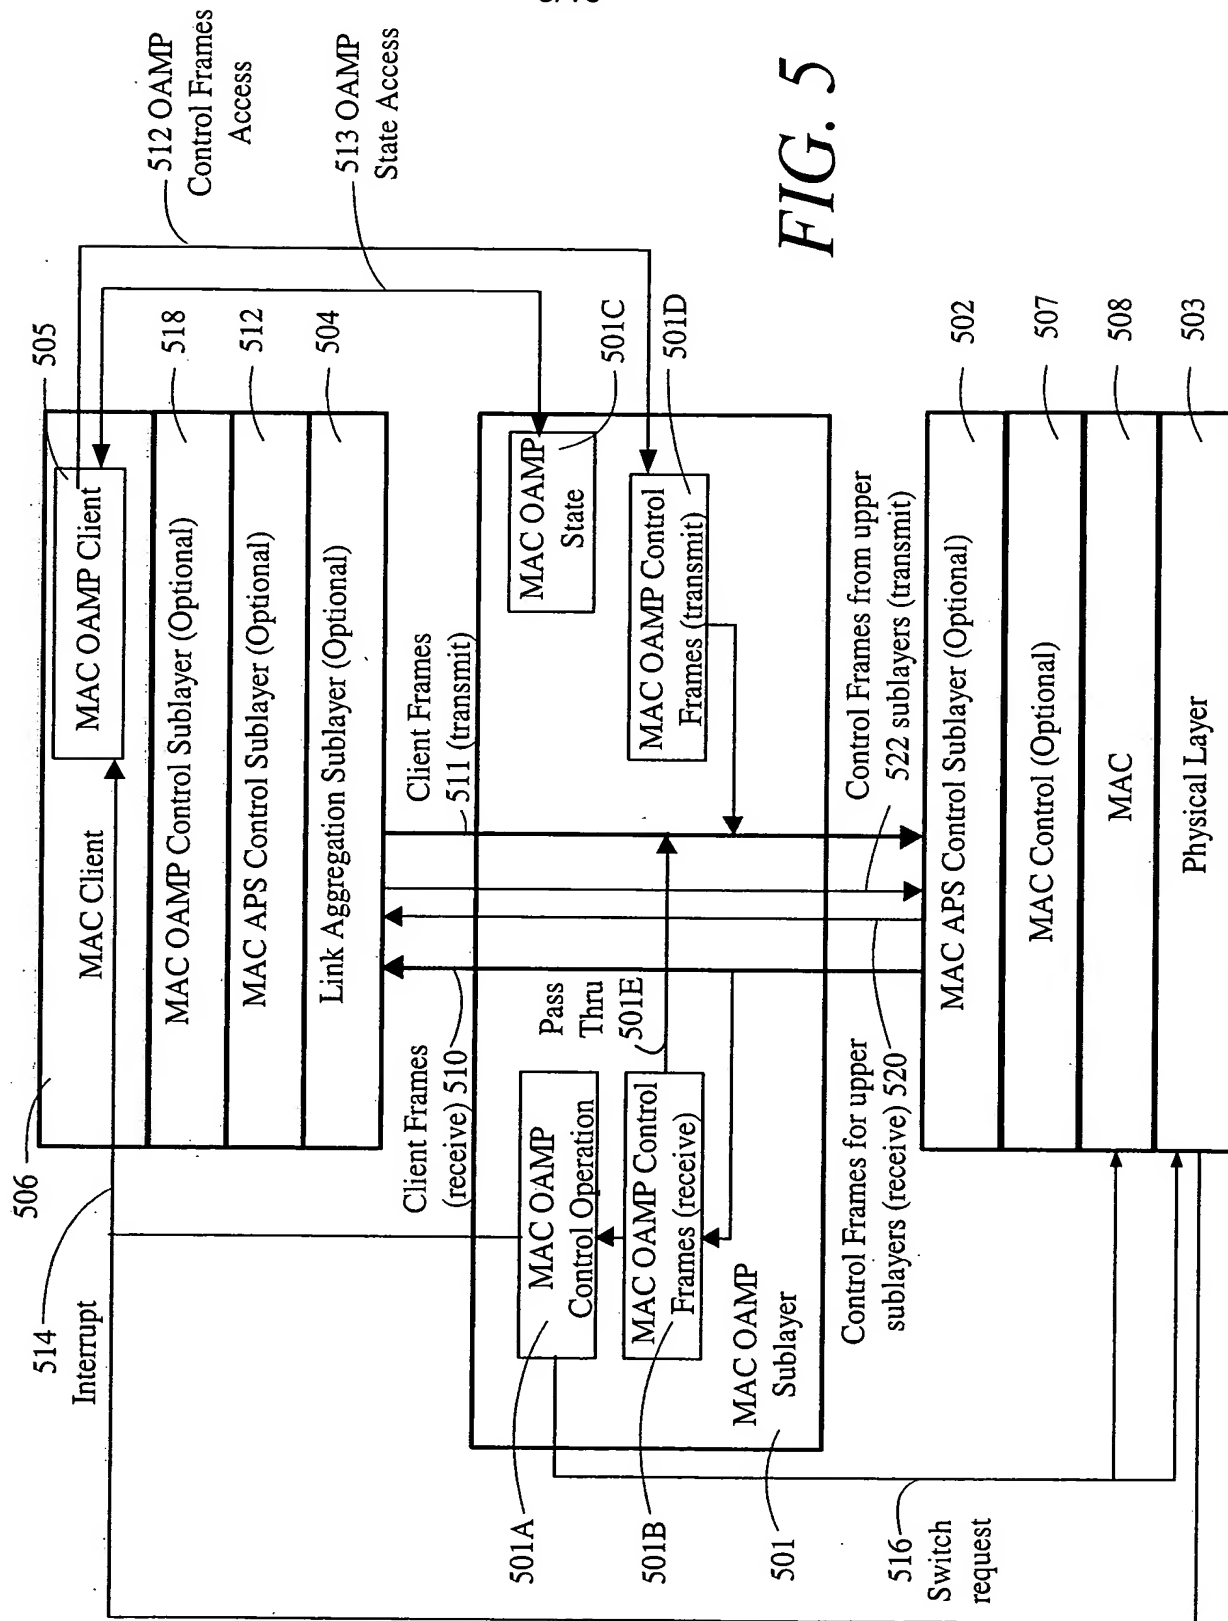 505
MAC OAMP Client
MAC Client
506
518
MAC OAMP Control Sublayer (Optional)
512
MAC APS Control Sublayer (Optional)
504
Link Aggregation Sublayer (Optional)
512 OAMP
Control Frames
Access
513 OAMP
State Access
514
Interrupt
Client Frames
(receive) 510
Client Frames
511 (transmit)
501C
MAC OAMP
State
501D
MAC OAMP Control
Frames (transmit)
Pass
Thru
501E
MAC OAMP
Control Operation
501A
MAC OAMP Control
Frames (receive)
501B
MAC OAMP
Sublayer
501
Control Frames for upper
sublayers (receive) 520
Control Frames from upper
522 sublayers (transmit)
502
MAC APS Control Sublayer (Optional)
507
MAC Control (Optional)
508
MAC
503
Physical Layer
516
Switch
request
FIG. 5